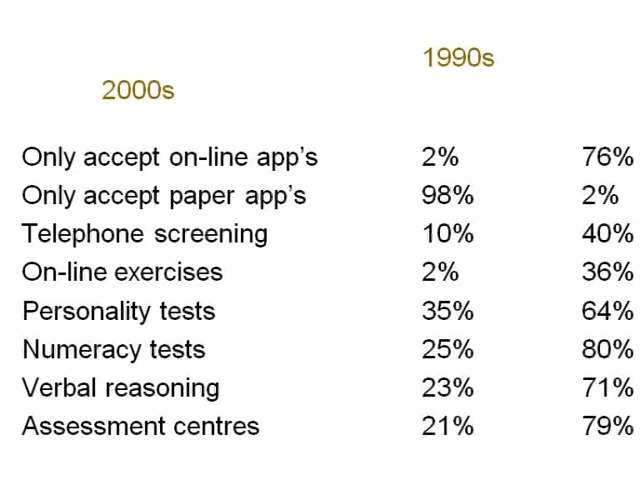 1990s
2000s
Only accept on-line app’s 2% 76%
Only accept paper app’s 98% 2%
Telephone screening 10% 40%
On-line exercises 2% 36%
Personality tests 35% 64%
Numeracy tests 25% 80%
Verbal reasoning 23% 71%
Assessment centres 21% 79%